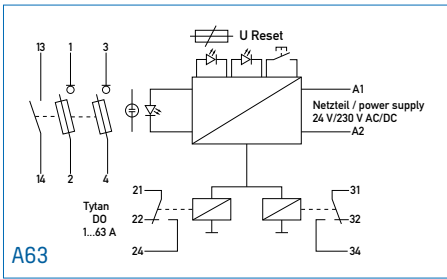 U Reset
13 1 3
A1
Netzteil / power supply
24 V/230 V AC/DC
A2
14 2 4
21 31
Tytan
DO
1...63 A
22 32
24 34
A63